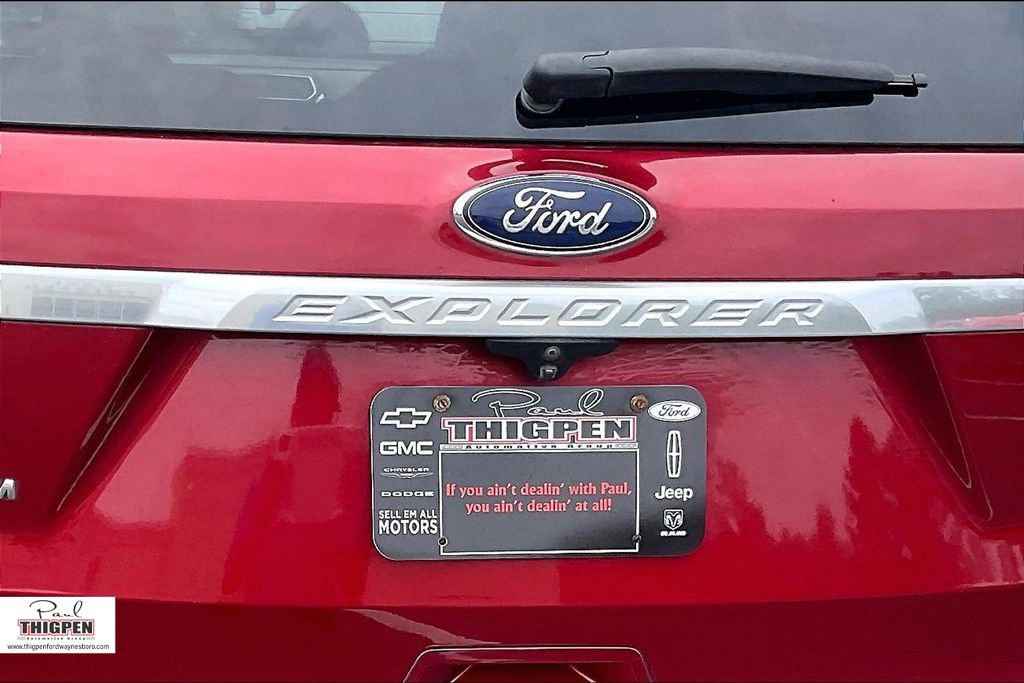 Ford
EXPLORER
Paul
THIGPEN
Automotive Group
Ford
GMC
CHRYSLER
DODGE
SELL EM ALL
MOTORS
If you ain't dealin' with Paul,
you ain't dealin' at all!
Jeep
RAM
M
Paul
THIGPEN
Automotive Group
www.thigpenfordwaynesboro.com